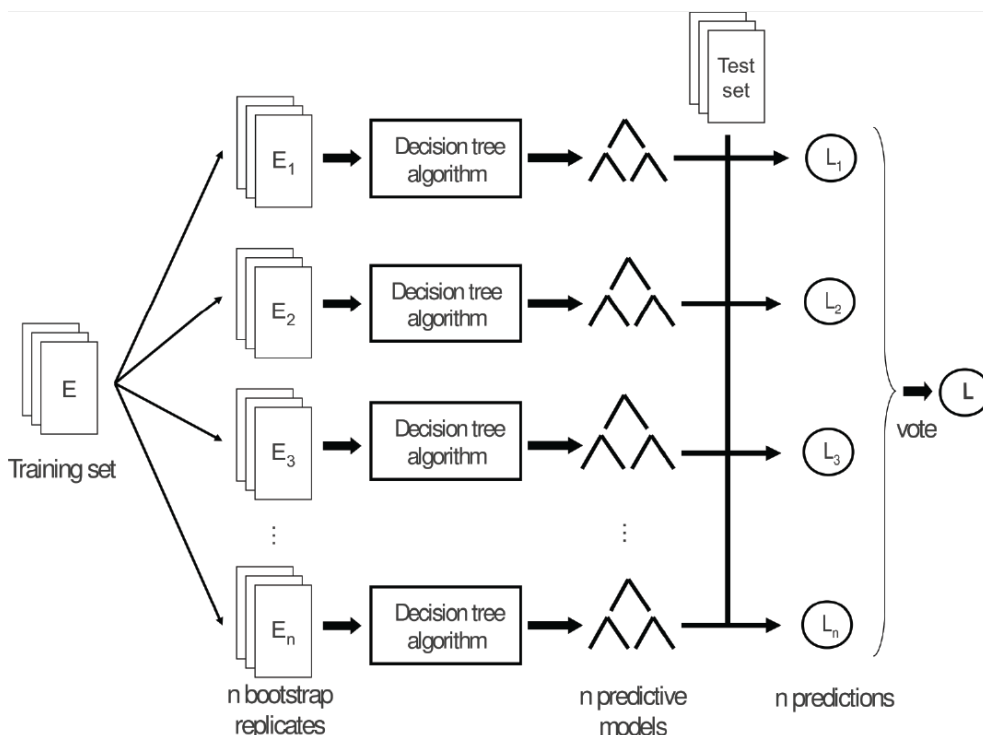 Test
set
E₁
Decision tree
algorithm
L₁
E₂
Decision tree
algorithm
L₂
E
Training set
E₃
Decision tree
algorithm
L₃
vote
L
⋮
⋮
Eₙ
Decision tree
algorithm
Lₙ
n bootstrap
replicates
n predictive
models
n predictions